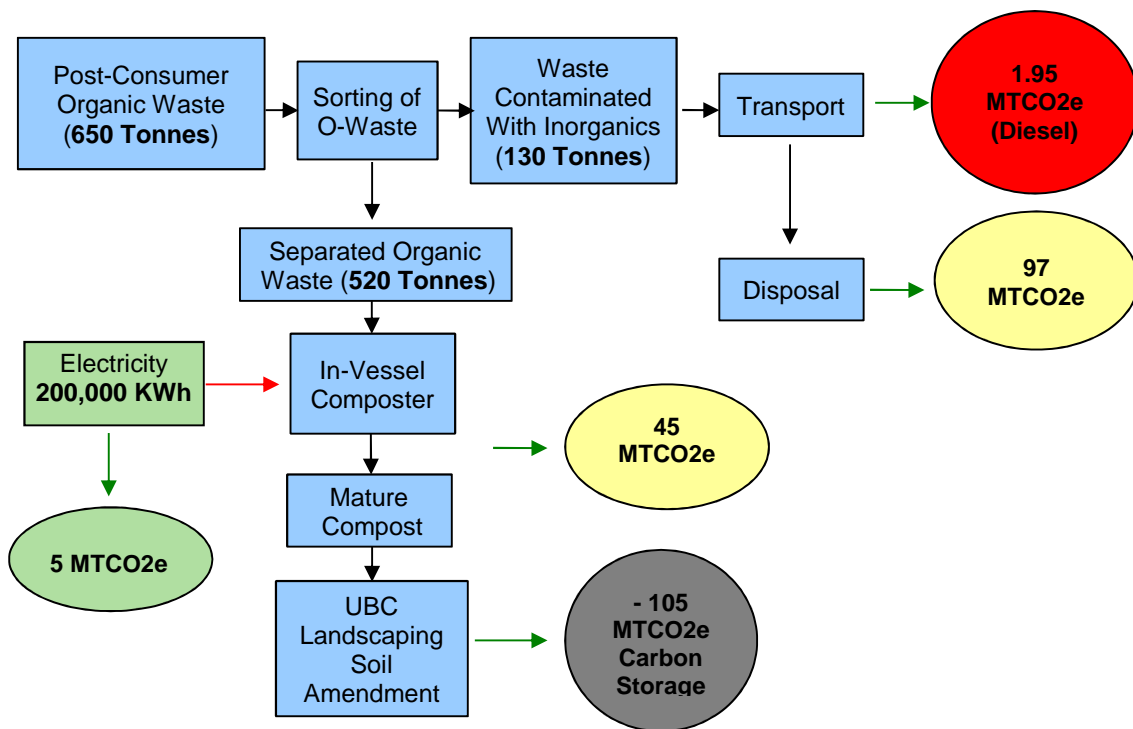 Post-Consumer
Organic Waste
(650 Tonnes)
Sorting of
O-Waste
Waste
Contaminated
With Inorganics
(130 Tonnes)
Transport
1.95
MTCO2e
(Diesel)
Separated Organic
Waste (520 Tonnes)
Disposal
97
MTCO2e
Electricity
200,000 KWh
In-Vessel
Composter
45
MTCO2e
Mature
Compost
5 MTCO2e
UBC
Landscaping
Soil
Amendment
- 105
MTCO2e
Carbon
Storage